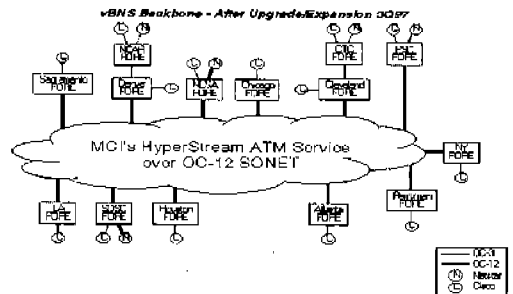 vBNS Backbone - After Upgrade/Expansion 3Q97
C
N
C
N
C
N
NCAR
FORE
CTC
FORE
PSC
FORE
C
C
N
C
C
Sacramento
FORE
Denver
FORE
C
NCSA
FORE
Chicago
FORE
C
Cleveland
FORE
MCI's HyperStream ATM Service
over OC-12 SONET
NY
FORE
C
LA
FORE
SDSC
FORE
Houston
FORE
Atlanta
FORE
Perryman
FORE
C
C
N
C
C
C
OC-3
OC-12
N
Netstar
C
Cisco